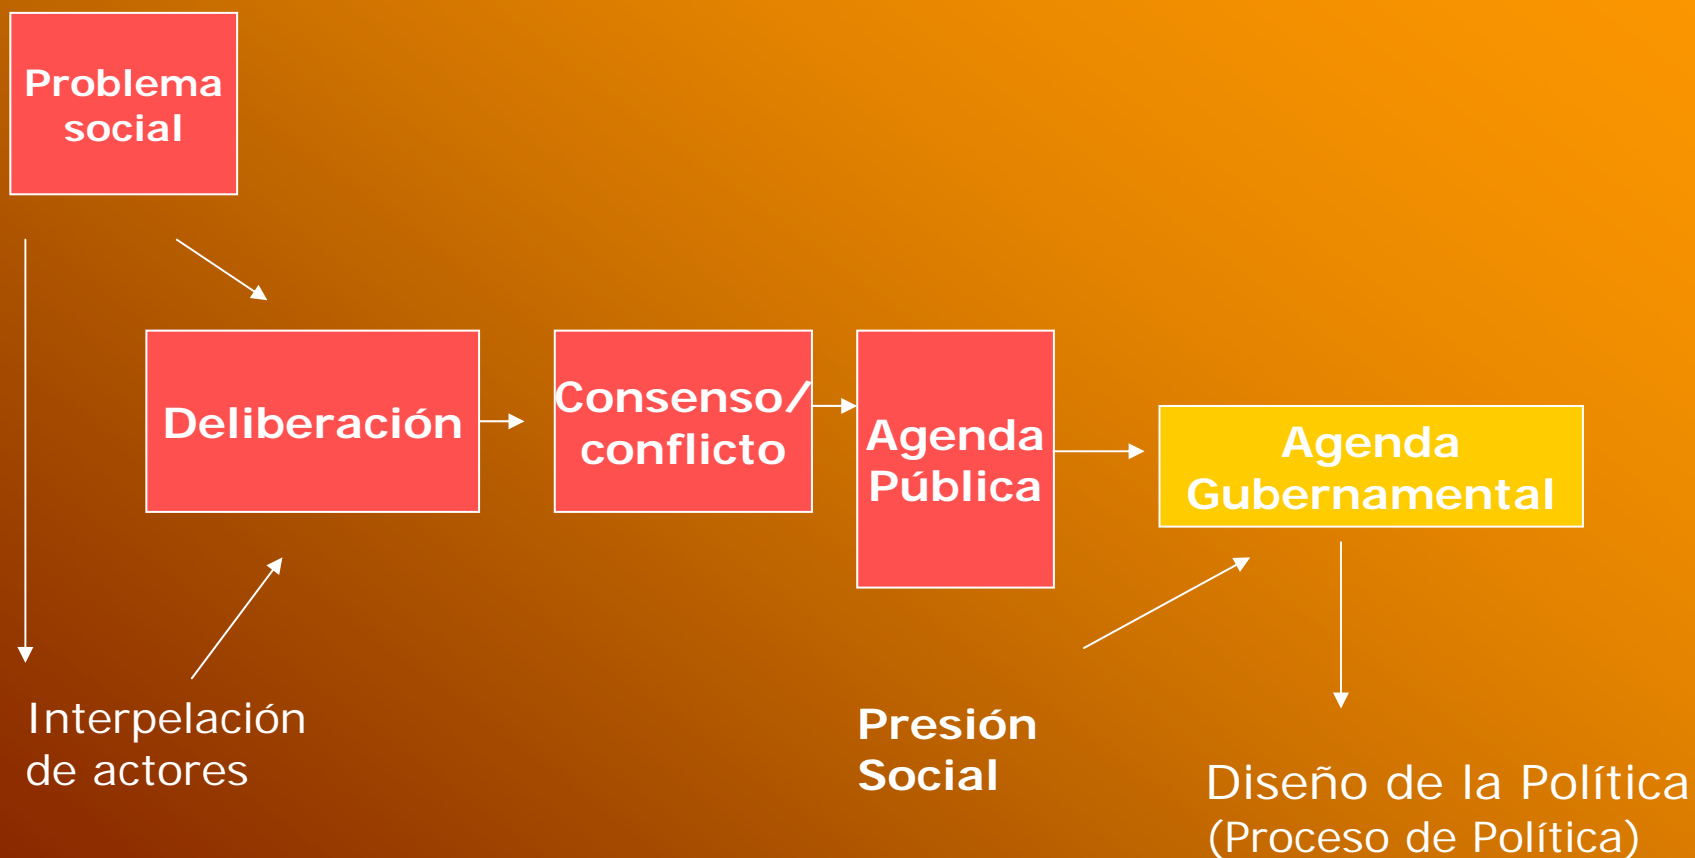 Problema
social
Deliberación
Consenso/
conflicto
Agenda
Pública
Agenda
Gubernamental
Interpelación
de actores
Presión
Social
Diseño de la Política
(Proceso de Política)